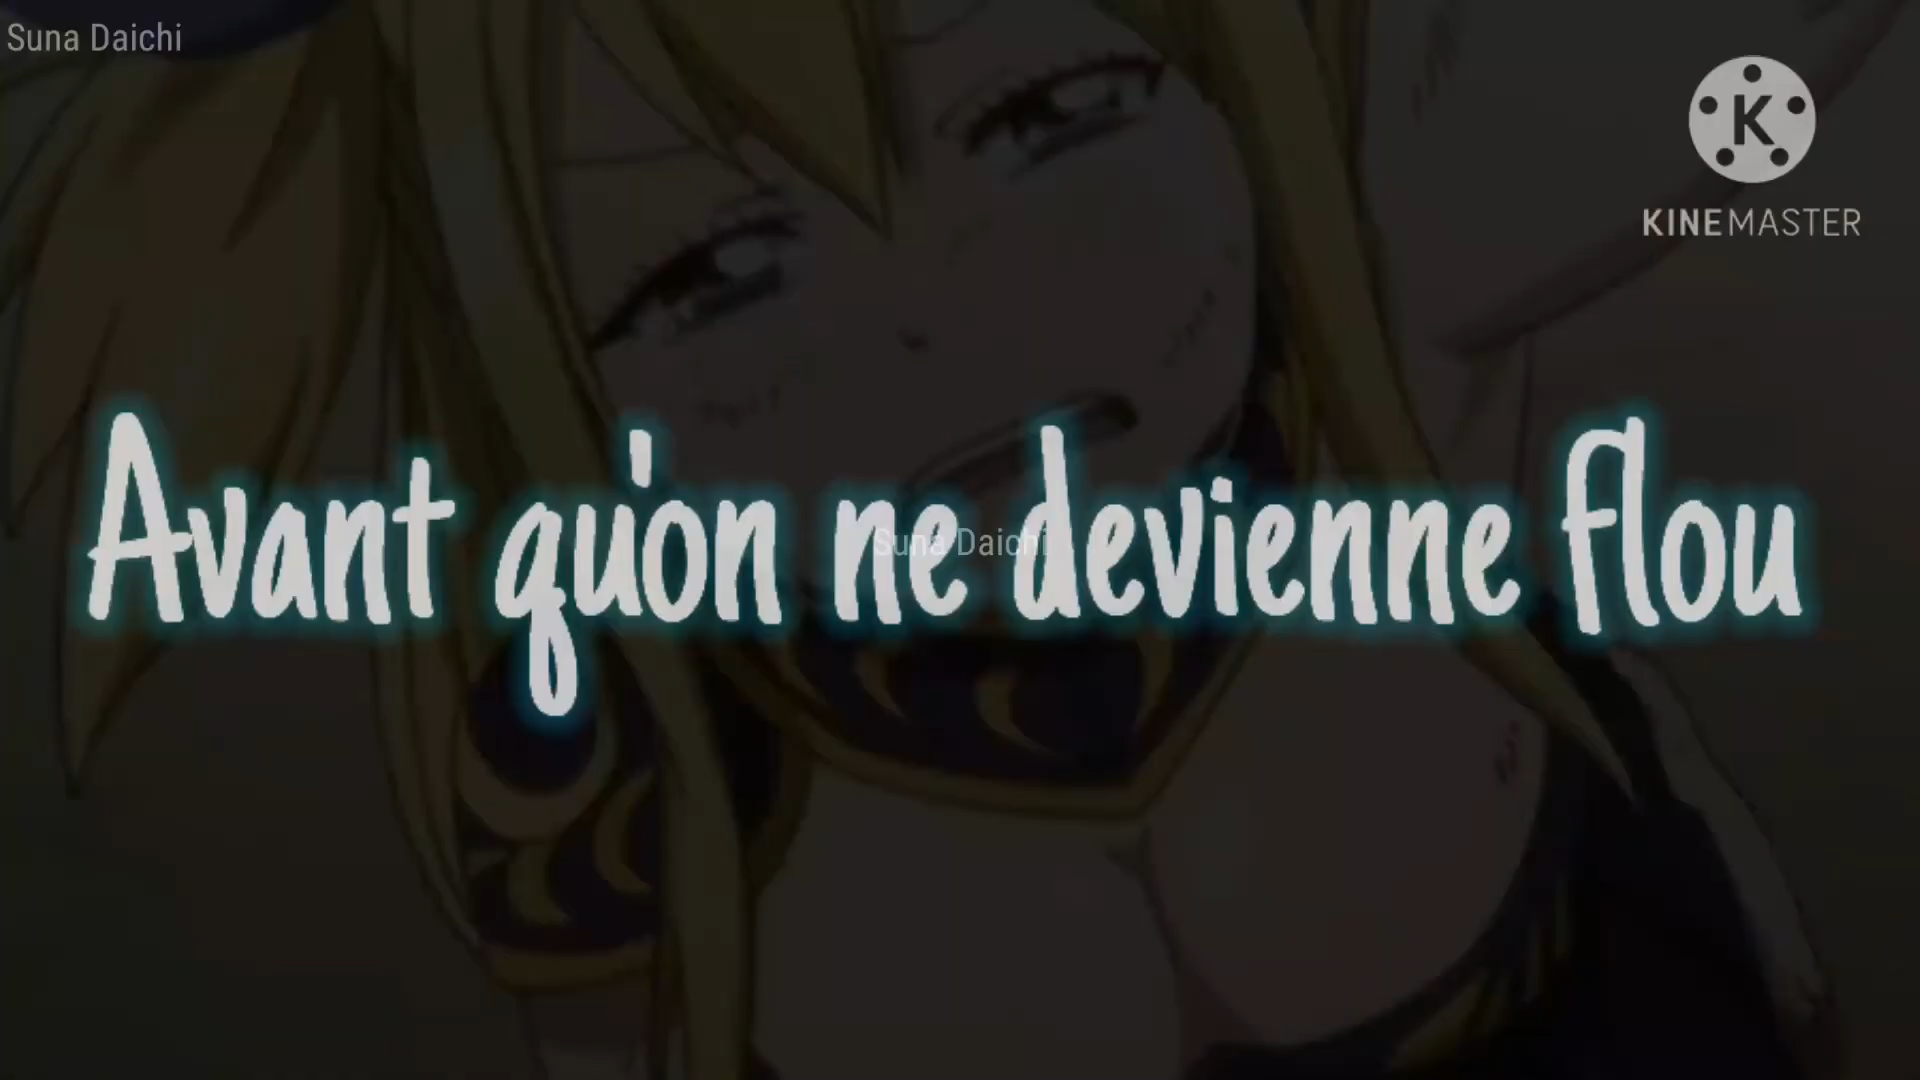 Suna Daichi
K
KINEMASTER
Avant qu'on ne devienne flou
Suna Daichi